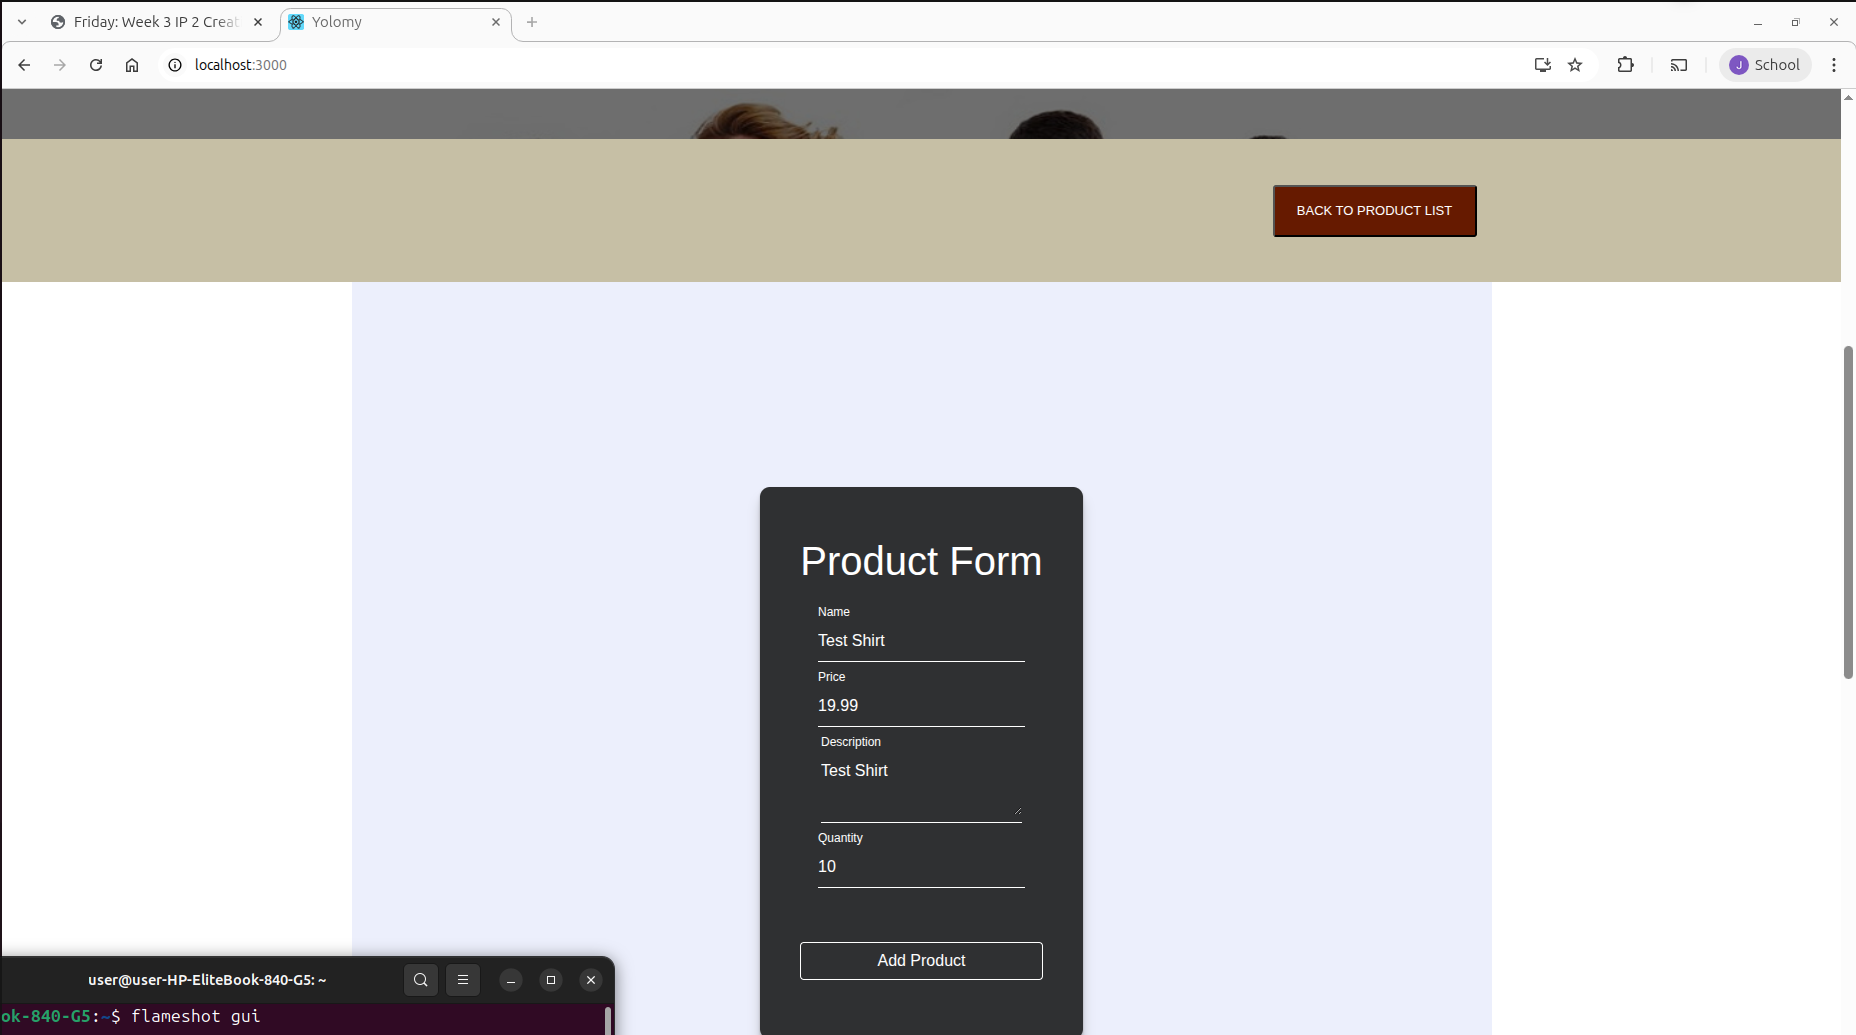 Friday: Week 3 IP 2 Creat
Yolomy
localhost:3000
J
School
BACK TO PRODUCT LIST
Product Form
Name
Test Shirt
Price
19.99
Description
Test Shirt
Quantity
10
Add Product
user@user-HP-EliteBook-840-G5: ~
ok-840-G5:~$ flameshot gui